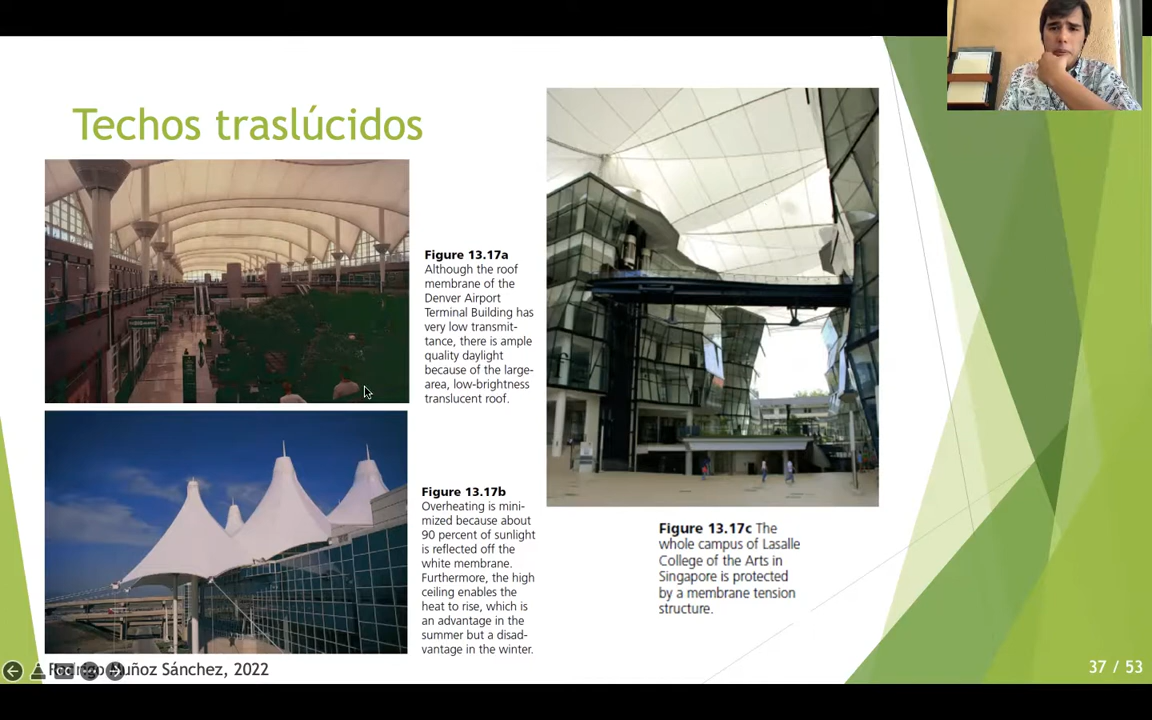 Techos traslúcidos
Figure 13.17a
Although the roof
membrane of the
Denver Airport
Terminal Building has
very low transmit-
tance, there is ample
quality daylight
because of the large-
area, low-brightness
translucent roof.
Figure 13.17b
Overheating is mini-
mized because about
90 percent of sunlight
is reflected off the
white membrane.
Furthermore, the high
ceiling enables the
heat to rise, which is
an advantage in the
summer but a disad-
vantage in the winter.
Figure 13.17c The
whole campus of Lasalle
College of the Arts in
Singapore is protected
by a membrane tension
structure.
Muñoz Sánchez, 2022
37 / 53